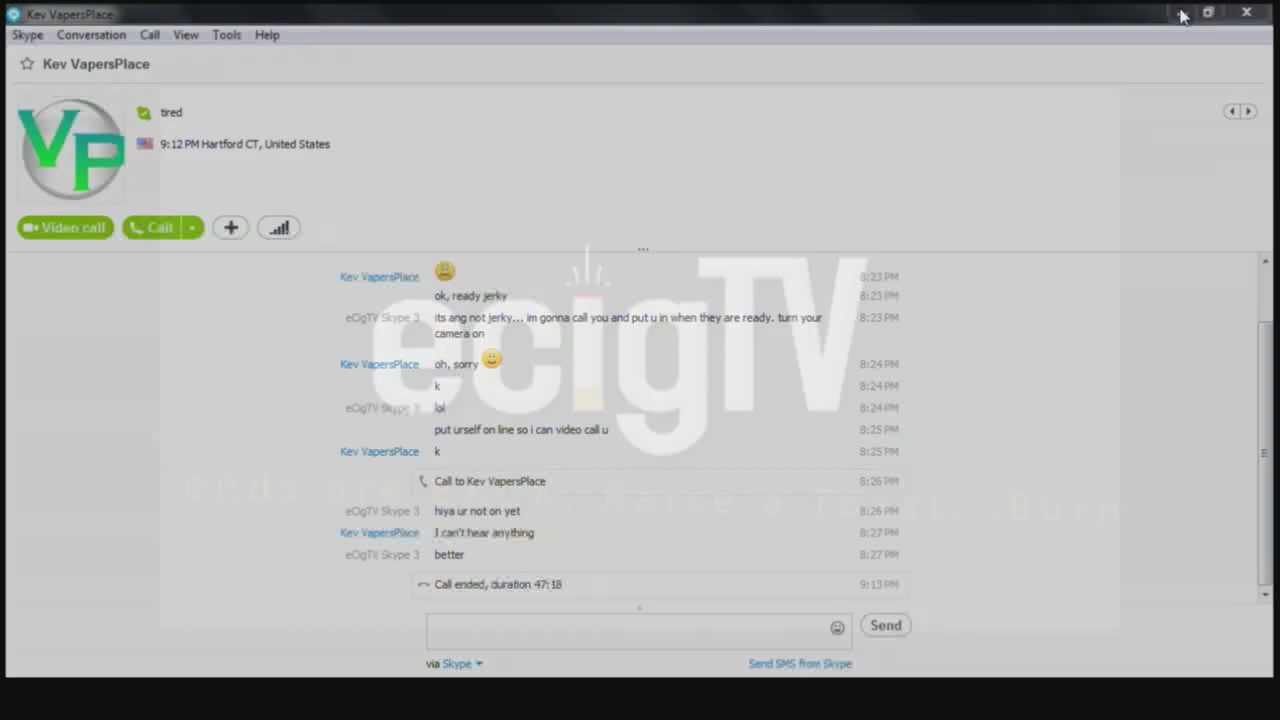 Kev VapersPlace
Skype Conversation Call View Tools Help
Kev VapersPlace
VP
tired
9:12 PM Hartford CT, United States
Video call Call
Kev VapersPlace 8:23 PM
ok, ready jerky 8:23 PM
eCigTV Skype 3 its ang not jerky... im gonna call you and put u in when they are ready. turn your 8:23 PM
camera on
Kev VapersPlace oh, sorry 8:24 PM
k 8:24 PM
eCigTV Skype 3 lol 8:24 PM
put urself on line so i can video call u 8:25 PM
Kev VapersPlace k 8:25 PM
Call to Kev VapersPlace 8:26 PM
eCigTV Skype 3 hiya ur not on yet 8:26 PM
Kev VapersPlace I can't hear anything 8:27 PM
eCigTV Skype 3 better 8:27 PM
Call ended, duration 47:18 9:13 PM
Send
via Skype Send SMS from Skype
ecigTV